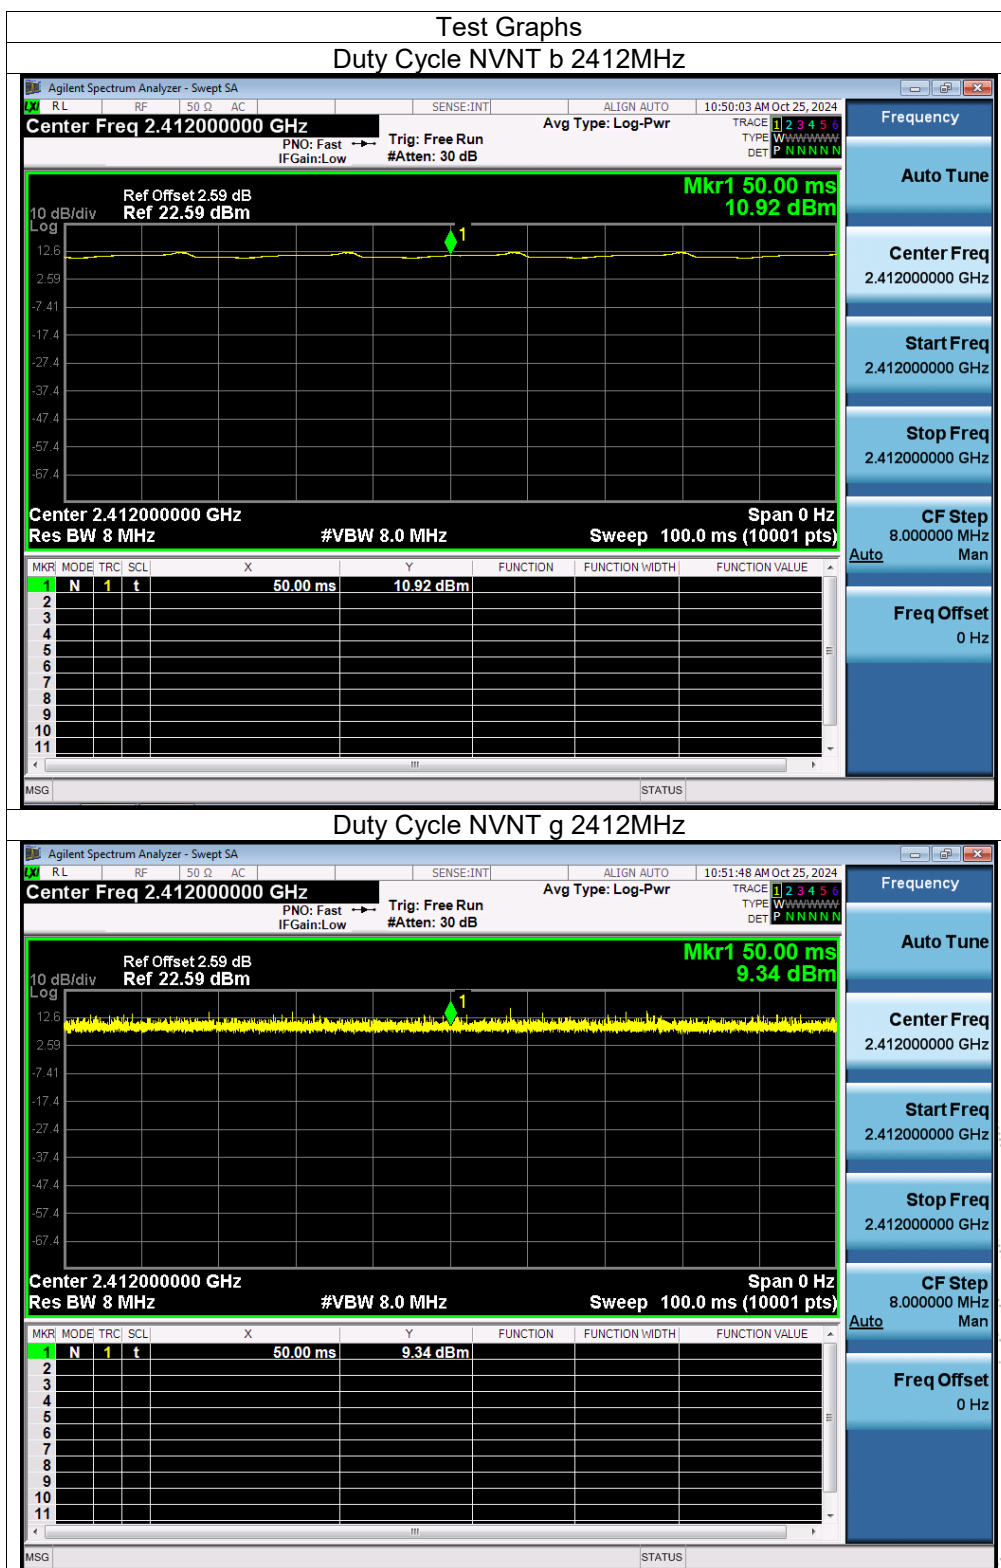 Test Graphs
Duty Cycle NVNT b 2412MHz
Agilent Spectrum Analyzer - Swept SA
LXI RL RF 50 Ω AC SENSE:INT ALIGN AUTO 10:50:03 AM Oct 25, 2024
Center Freq 2.412000000 GHz Avg Type: Log-Pwr TRACE 1 2 3 4 5 6
PNO: Fast Trig: Free Run TYPE WWWWWW
IFGain:Low #Atten: 30 dB DET P N N N N N
Frequency
Auto Tune
Center Freq
2.412000000 GHz
Start Freq
2.412000000 GHz
Stop Freq
2.412000000 GHz
CF Step
8.000000 MHz
Auto Man
Freq Offset
0 Hz
Mkr1 50.00 ms
10.92 dBm
Ref Offset 2.59 dB
10 dB/div Ref 22.59 dBm
Log
1
12.6
2.59
-7.41
-17.4
-27.4
-37.4
-47.4
-57.4
-67.4
Center 2.412000000 GHz Span 0 Hz
Res BW 8 MHz #VBW 8.0 MHz Sweep 100.0 ms (10001 pts)
MKR MODE TRC SCL X Y FUNCTION FUNCTION WIDTH FUNCTION VALUE
1 N 1 t 50.00 ms 10.92 dBm
2
3
4
5
6
7
8
9
10
11
MSG STATUS
Duty Cycle NVNT g 2412MHz
Agilent Spectrum Analyzer - Swept SA
LXI RL RF 50 Ω AC SENSE:INT ALIGN AUTO 10:51:48 AM Oct 25, 2024
Center Freq 2.412000000 GHz Avg Type: Log-Pwr TRACE 1 2 3 4 5 6
PNO: Fast Trig: Free Run TYPE WWWWWW
IFGain:Low #Atten: 30 dB DET P N N N N N
Frequency
Auto Tune
Center Freq
2.412000000 GHz
Start Freq
2.412000000 GHz
Stop Freq
2.412000000 GHz
CF Step
8.000000 MHz
Auto Man
Freq Offset
0 Hz
Mkr1 50.00 ms
9.34 dBm
Ref Offset 2.59 dB
10 dB/div Ref 22.59 dBm
Log
1
12.6
2.59
-7.41
-17.4
-27.4
-37.4
-47.4
-57.4
-67.4
Center 2.412000000 GHz Span 0 Hz
Res BW 8 MHz #VBW 8.0 MHz Sweep 100.0 ms (10001 pts)
MKR MODE TRC SCL X Y FUNCTION FUNCTION WIDTH FUNCTION VALUE
1 N 1 t 50.00 ms 9.34 dBm
2
3
4
5
6
7
8
9
10
11
MSG STATUS